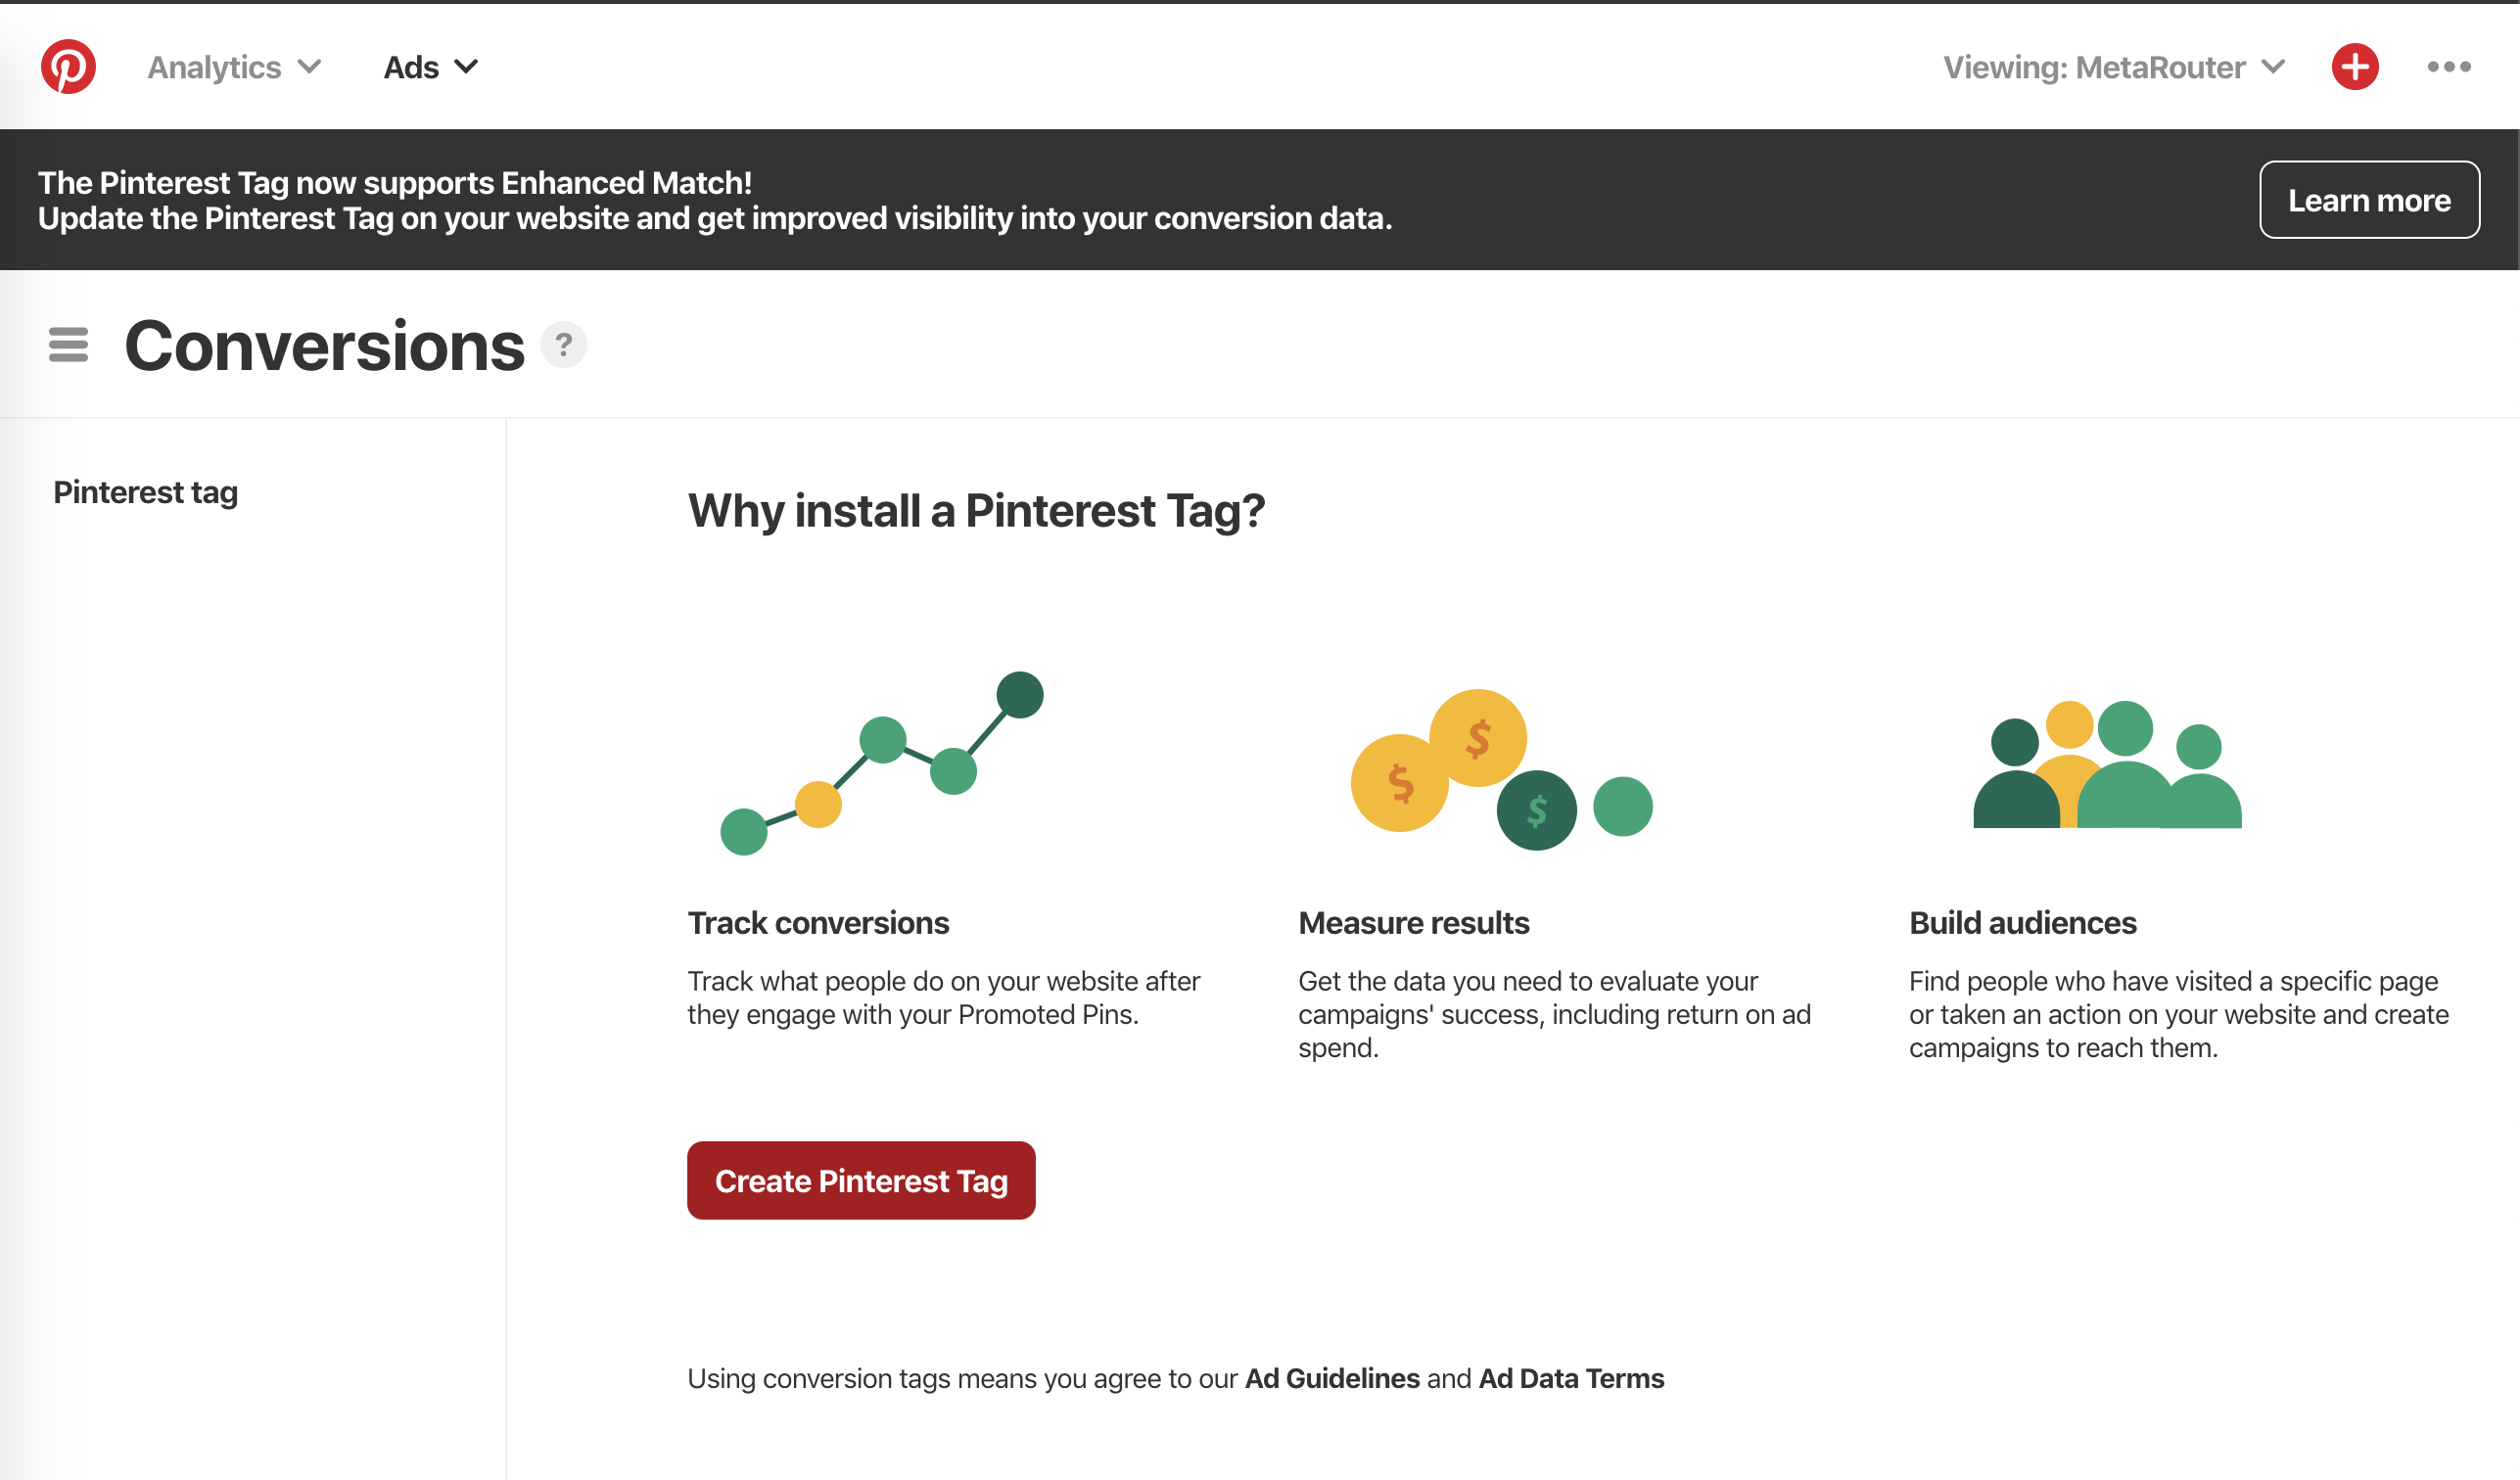 Analytics
Ads
Viewing: MetaRouter
The Pinterest Tag now supports Enhanced Match!
Update the Pinterest Tag on your website and get improved visibility into your conversion data.
Learn more
Conversions ?
Pinterest tag
Why install a Pinterest Tag?
$ $ $
Track conversions
Track what people do on your website after
they engage with your Promoted Pins.
Measure results
Get the data you need to evaluate your
campaigns' success, including return on ad
spend.
Build audiences
Find people who have visited a specific page
or taken an action on your website and create
campaigns to reach them.
Create Pinterest Tag
Using conversion tags means you agree to our Ad Guidelines and Ad Data Terms